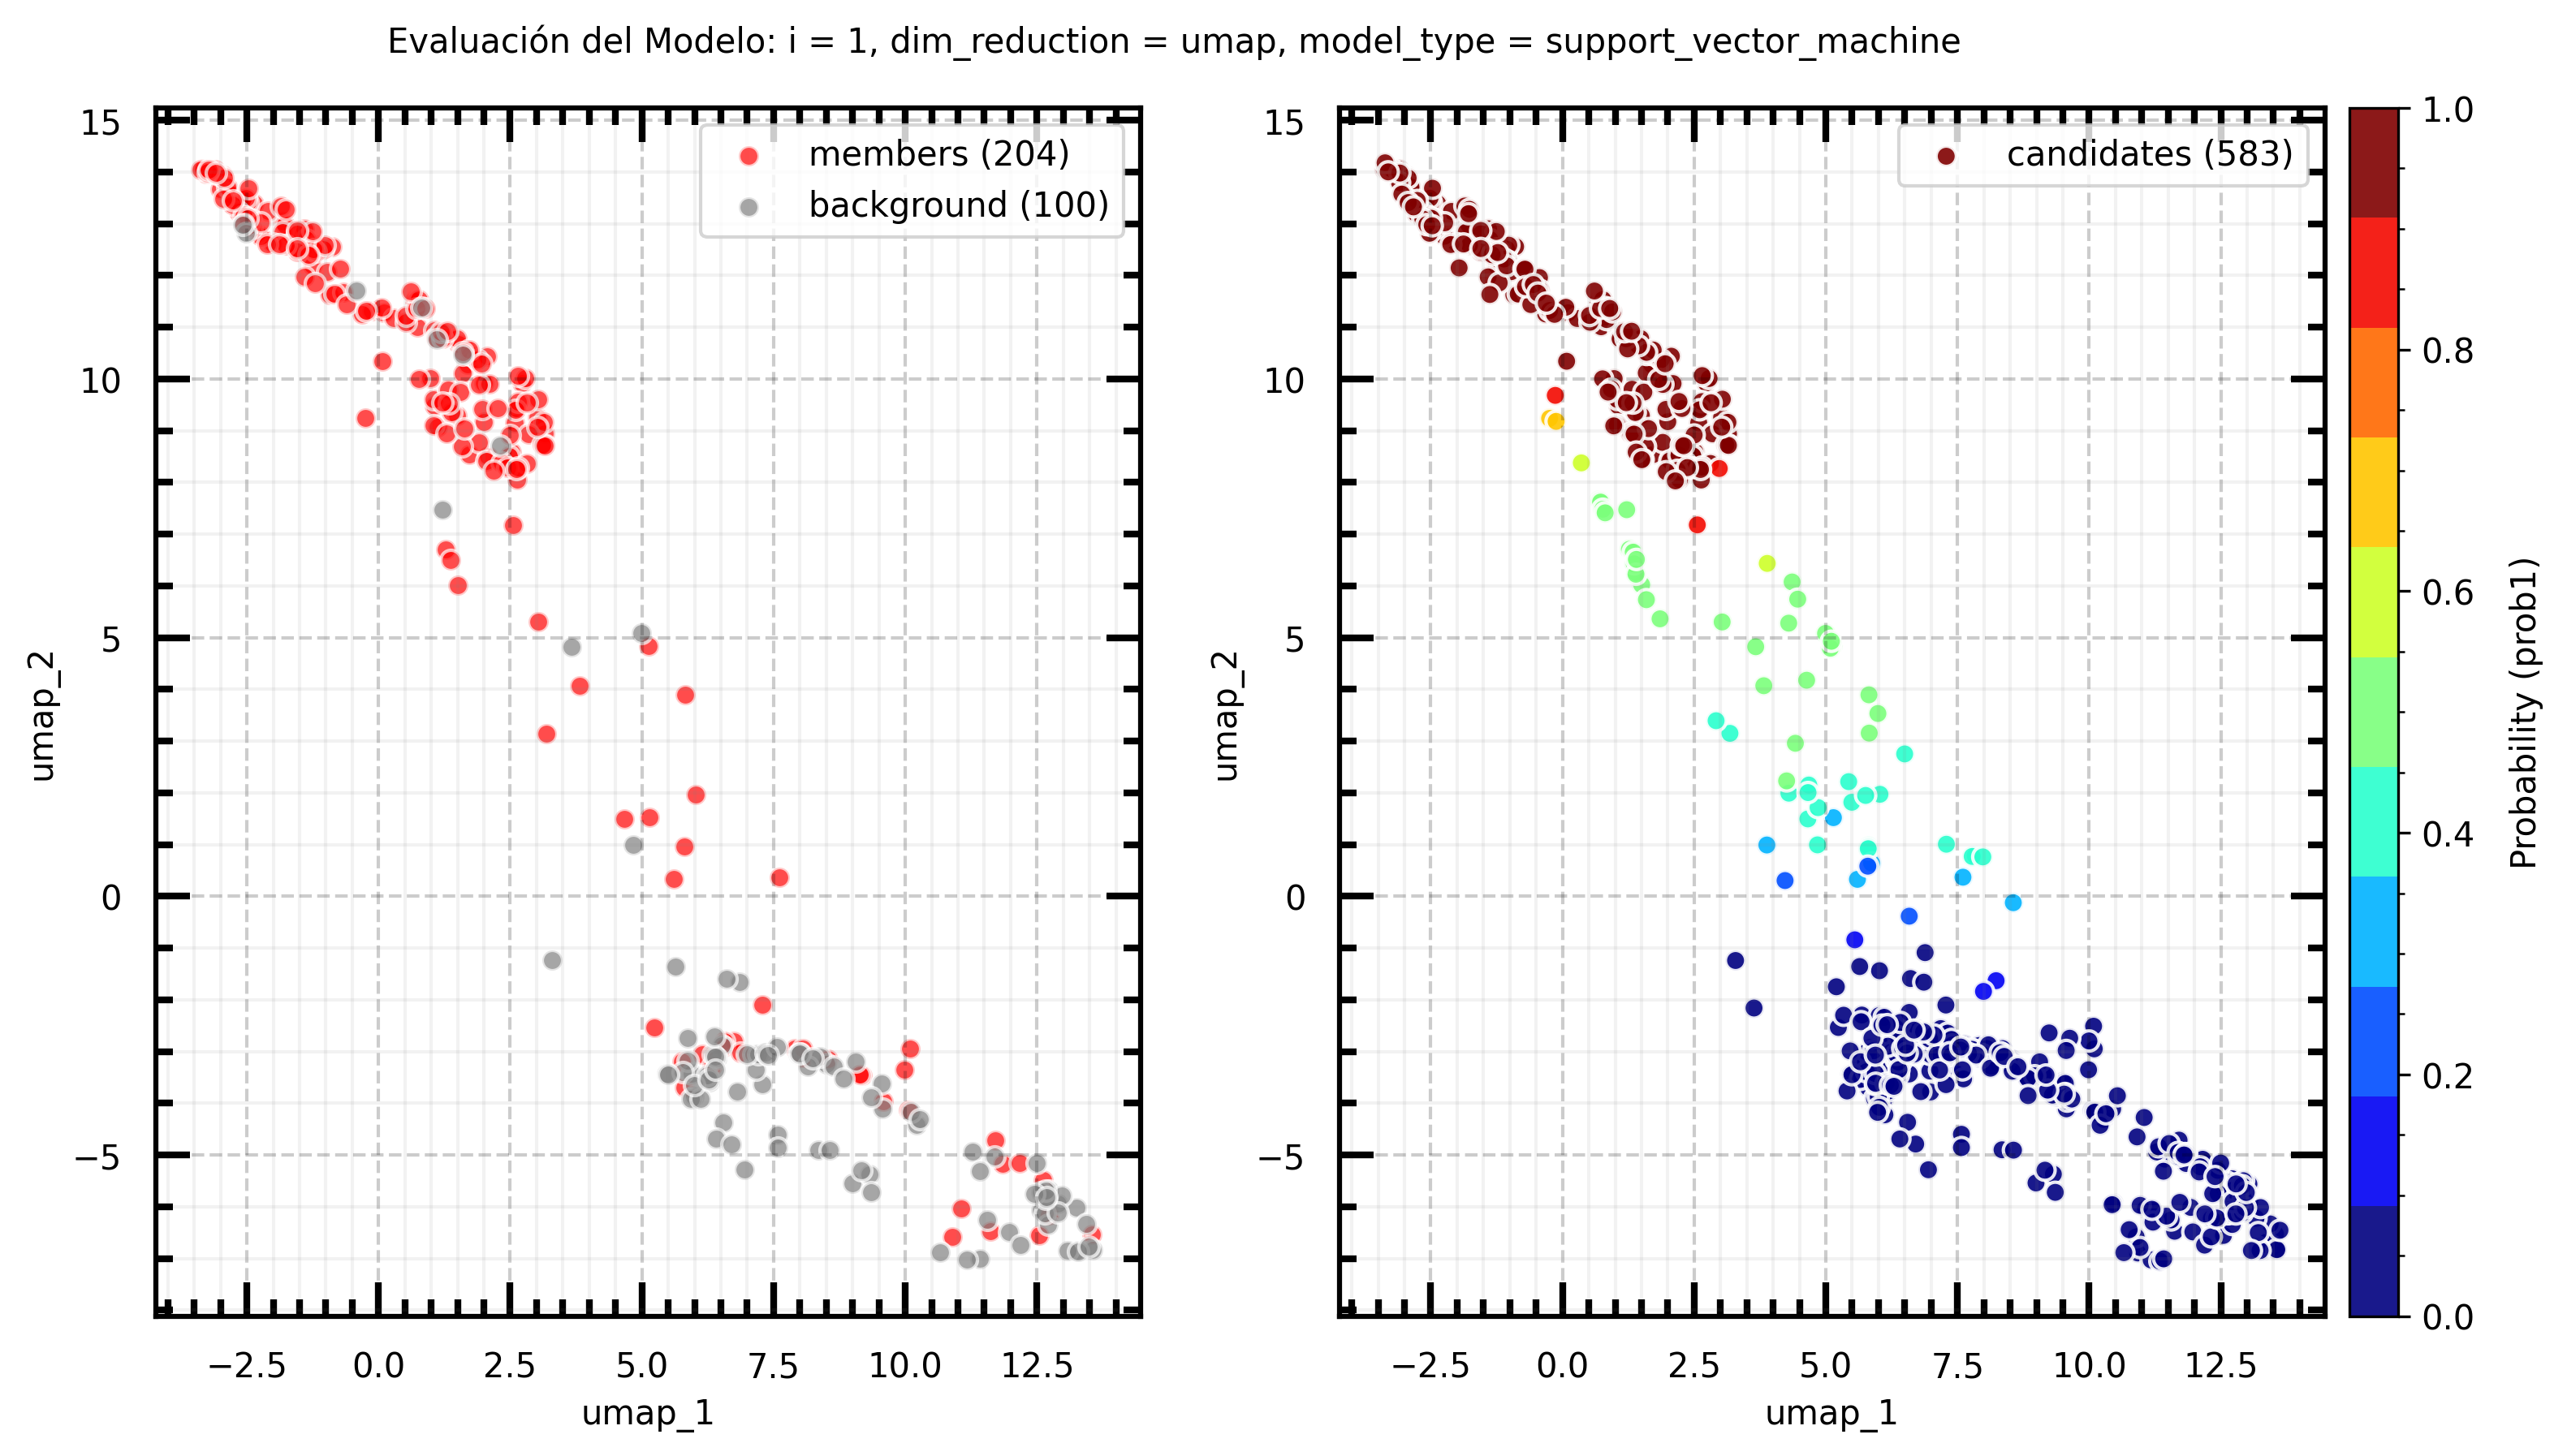 Evaluación del Modelo: i = 1, dim_reduction = umap, model_type = support_vector_machine
members (204)
background (100)
15
10
5
0
−5
umap_2
−2.5 0.0 2.5 5.0 7.5 10.0 12.5
umap_1
candidates (583)
15
10
5
0
−5
umap_2
−2.5 0.0 2.5 5.0 7.5 10.0 12.5
umap_1
1.0
0.8
0.6
0.4
0.2
0.0
Probability (prob1)